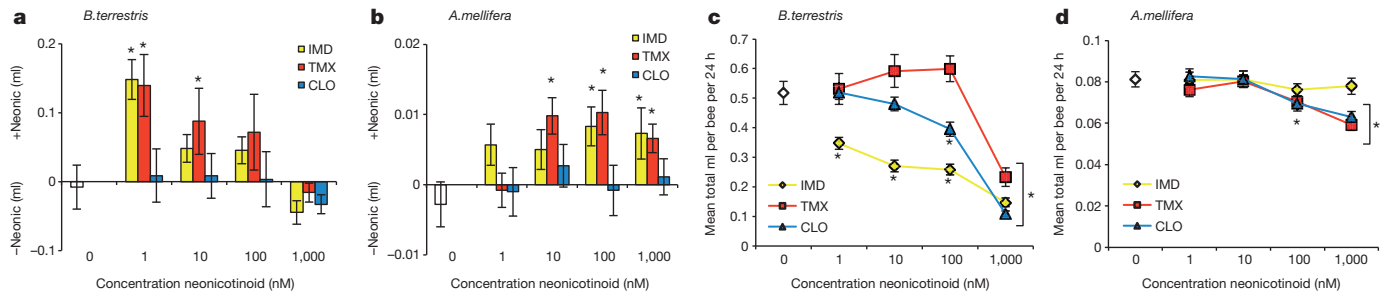 a B.terrestris
0.2
0.1
0
–0.1
+Neonic (ml)
–Neonic (ml)
* * *
IMD
TMX
CLO
0 1 10 100 1,000
Concentration neonicotinoid (nM)
b A.mellifera
0.02
0.01
0
–0.01
+Neonic (ml)
–Neonic (ml)
* * * * *
IMD
TMX
CLO
0 1 10 100 1,000
Concentration neonicotinoid (nM)
c B.terrestris
Mean total ml per bee per 24 h
0.7
0.6
0.5
0.4
0.3
0.2
0.1
0
* * * * *
IMD
TMX
CLO
0 1 10 100 1,000
Concentration neonicotinoid (nM)
d A.mellifera
Mean total ml per bee per 24 h
0.1
0.08
0.06
0.04
0.02
0
* *
IMD
TMX
CLO
0 1 10 100 1,000
Concentration neonicotinoid (nM)